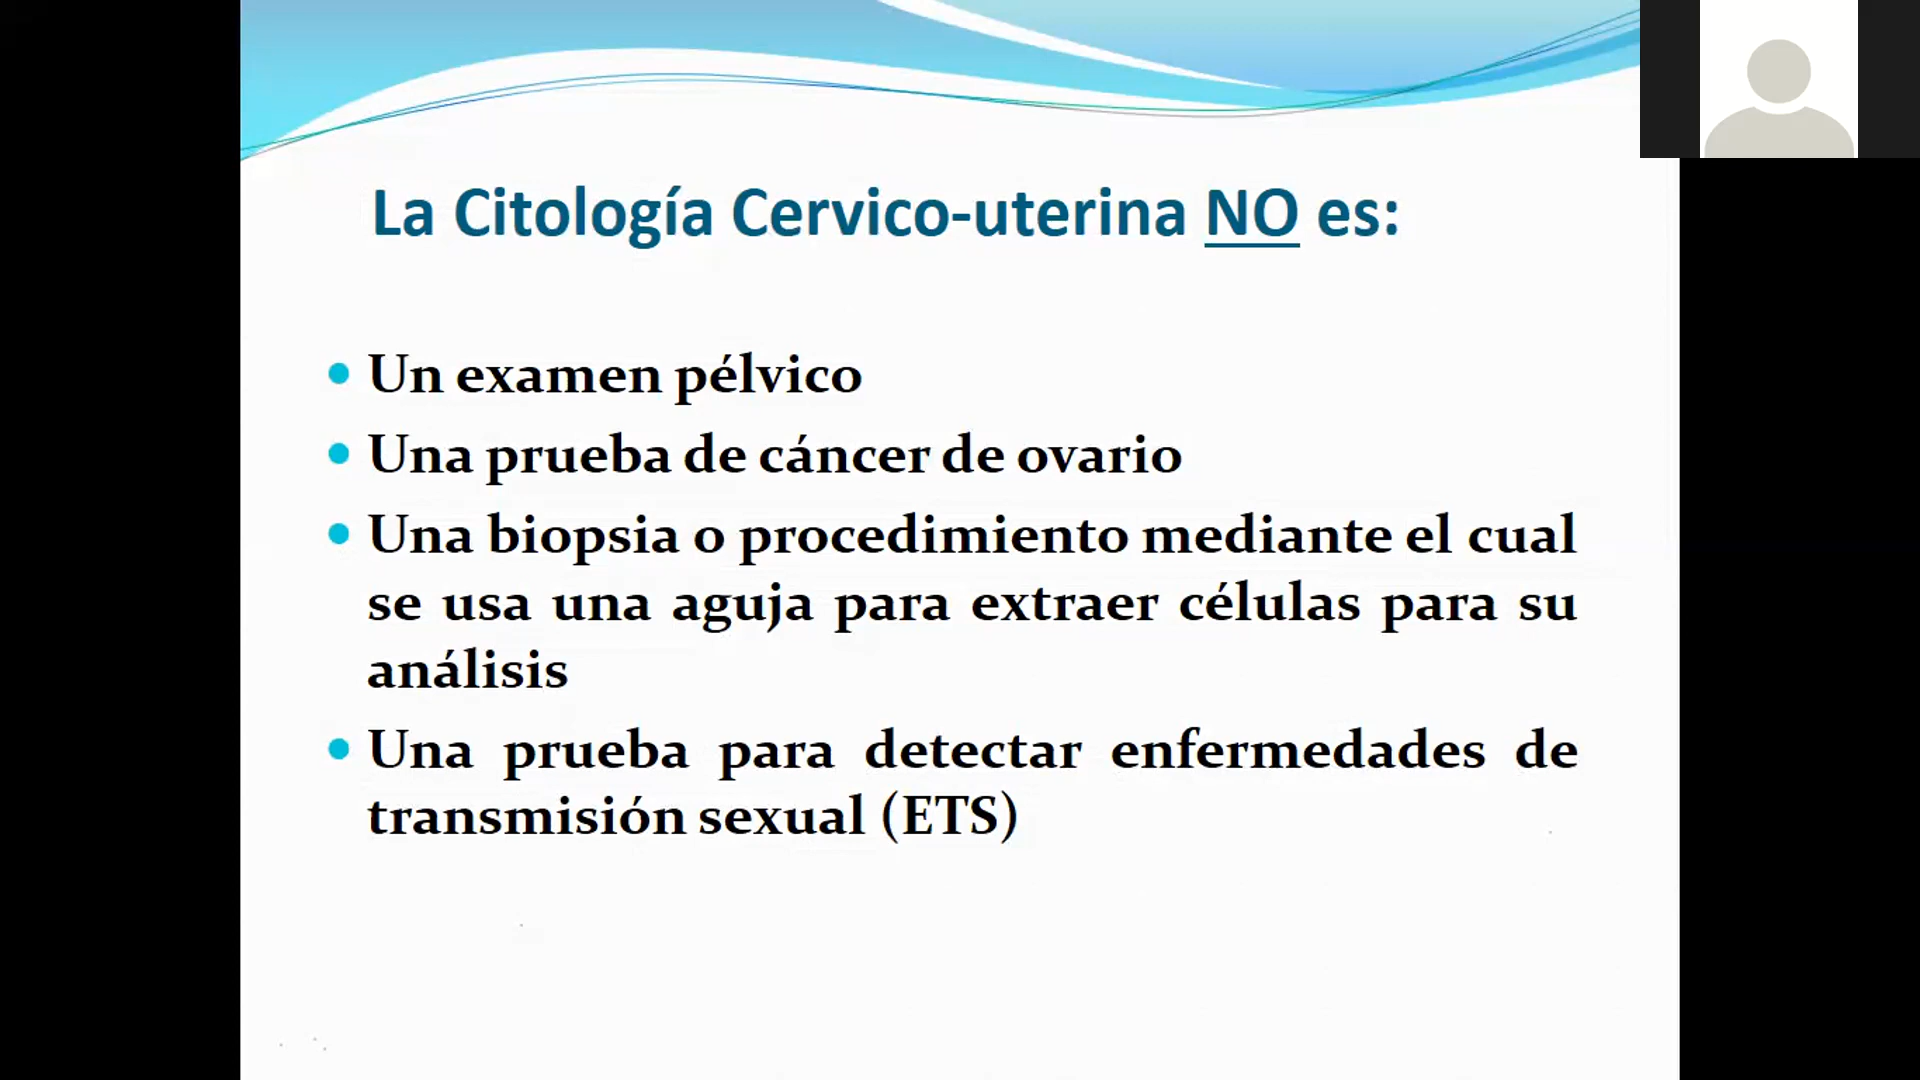 La Citología Cervico-uterina NO es:
Un examen pélvico
Una prueba de cáncer de ovario
Una biopsia o procedimiento mediante el cual
se usa una aguja para extraer células para su
análisis
Una prueba para detectar enfermedades de
transmisión sexual (ETS)